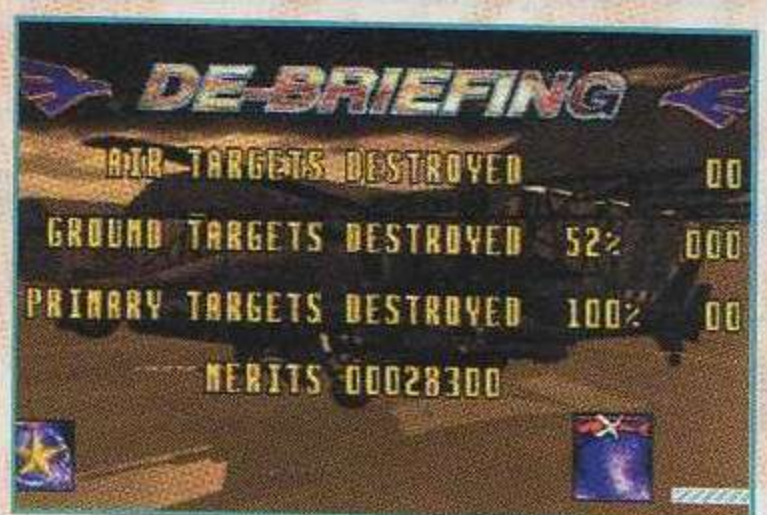 DE-BRIEFING
AIR TARGETS DESTROYED 00
GROUND TARGETS DESTROYED 52% 000
PRIMARY TARGETS DESTROYED 100% 00
MERITS 00028300